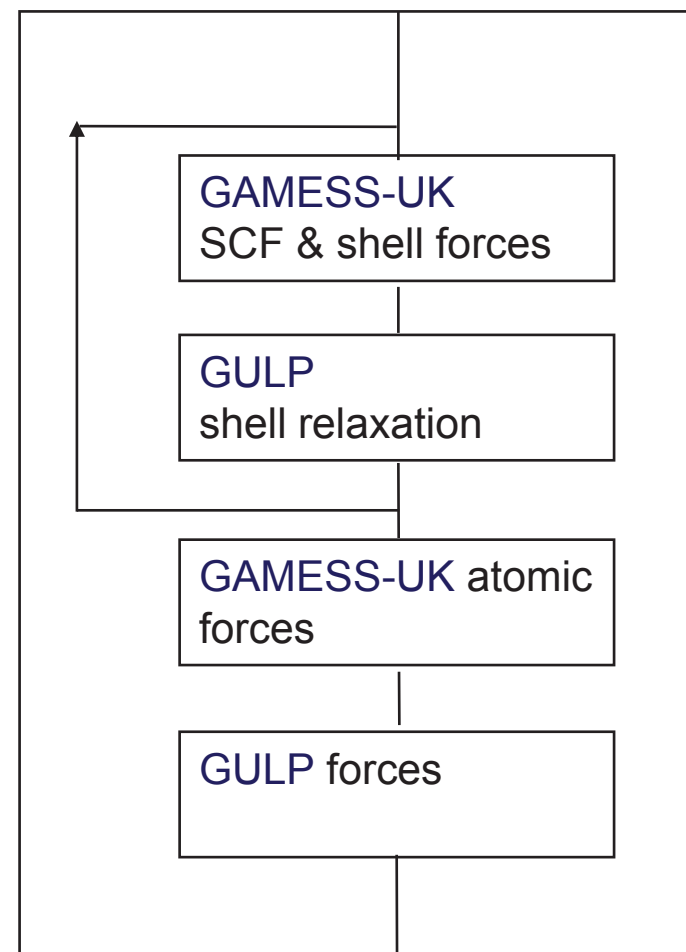 GAMESS-UK
SCF & shell forces
GULP
shell relaxation
GAMESS-UK atomic
forces
GULP forces